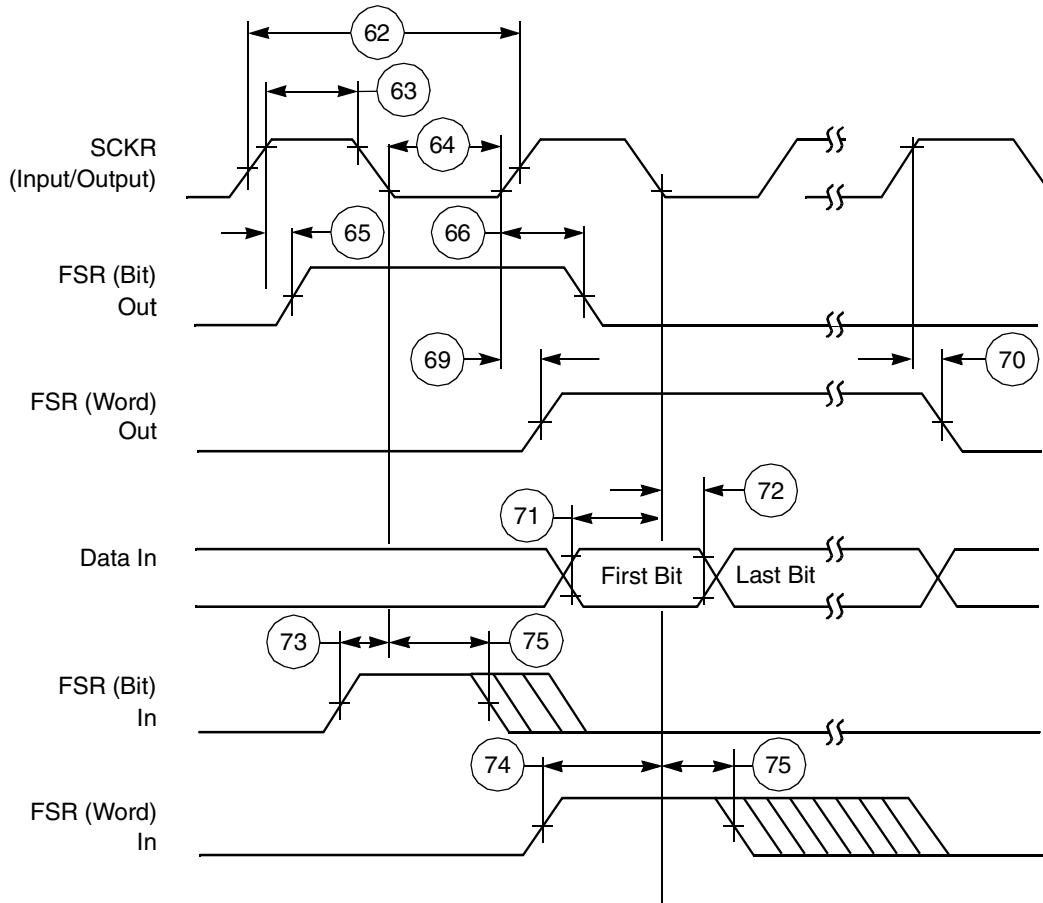 62
63
SCKR
(Input/Output)
64
65
66
FSR (Bit)
Out
69
70
FSR (Word)
Out
71
72
Data In
First Bit
Last Bit
73
75
FSR (Bit)
In
74
75
FSR (Word)
In